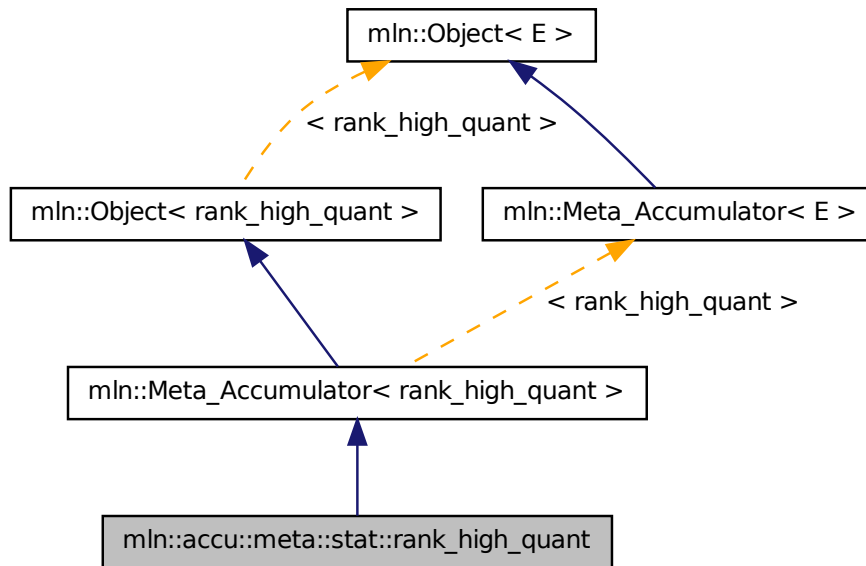 mln::Object< E >
< rank_high_quant >
mln::Object< rank_high_quant >
mln::Meta_Accumulator< E >
< rank_high_quant >
mln::Meta_Accumulator< rank_high_quant >
mln::accu::meta::stat::rank_high_quant